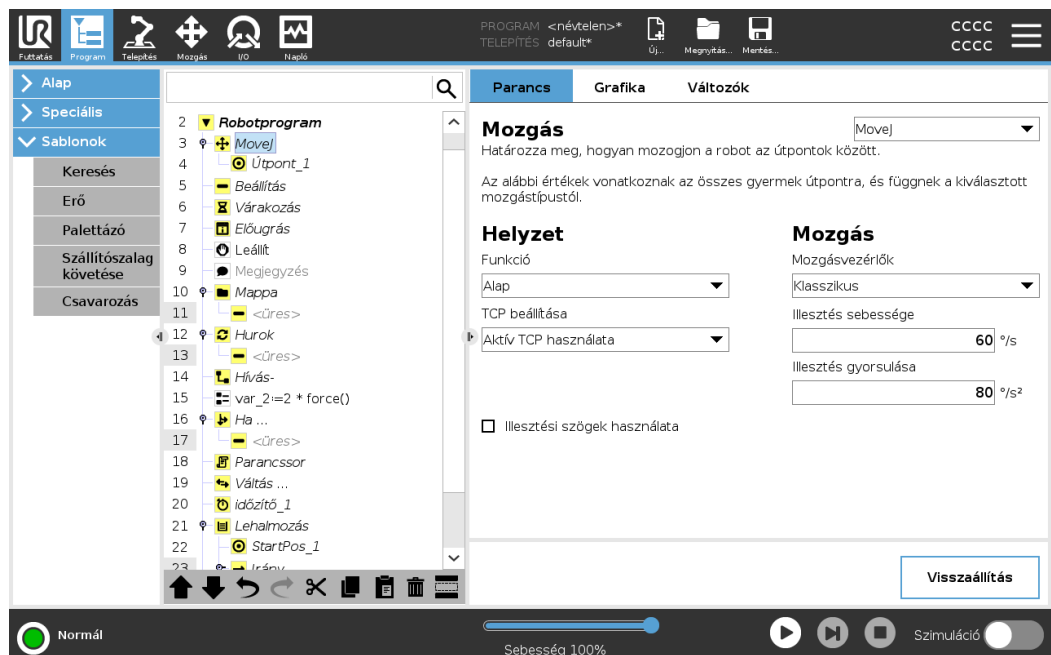 UR
Futtatás
Program
Telepítés
Mozgás
I/O
Napló
PROGRAM <névtelen>*
TELEPÍTÉS default*
Új...
Megnyitás...
Mentés...
CCCC
CCCC
Alap
Speciális
Sablonok
Keresés
Erő
Palettázó
Szállítószalag
követése
Csavarozás
2 Robotprogram
3 MoveJ
4 Útpont_1
5 Beállítás
6 Várakozás
7 Előugrás
8 Leállít
9 Megjegyzés
10 Mappa
11 <üres>
12 Hurok
13 <üres>
14 Hívás-
15 var_2:=2 * force()
16 Ha ...
17 <üres>
18 Parancssor
19 Váltás ...
20 időzítő_1
21 Lehalmozás
22 StartPos_1
23 Irány
Parancs
Grafika
Változók
Mozgás
MoveJ
Határozza meg, hogyan mozogjon a robot az útpontok között.
Az alábbi értékek vonatkoznak az összes gyermek útpontra, és függnek a kiválasztott
mozgástípustól.
Helyzet
Funkció
Alap
TCP beállítása
Aktív TCP használata
Mozgás
Mozgásvezérlők
Klasszikus
Illesztés sebessége
60 °/s
Illesztés gyorsulása
80 °/s²
Illesztési szögek használata
Visszaállítás
Normál
Sebesség 100%
Szimuláció